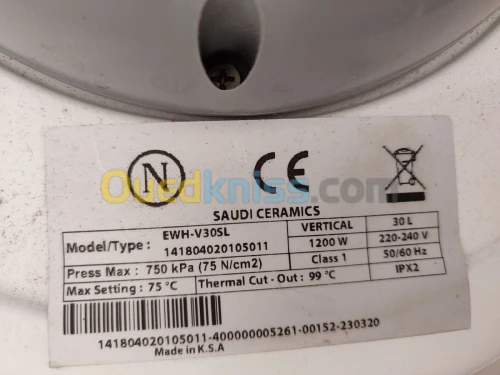 N
CE
Ouedkniss.com
SAUDI CERAMICS
Model/Type : EWH-V30SL 141804020105011
VERTICAL 30 L
1200 W 220-240 V
Press Max : 750 kPa (75 N/cm2) Class 1 50/60 Hz
Max Setting : 75 °C Thermal Cut - Out : 99 °C IPX2
141804020105011-400000005261-00152-230320
Made in K.S.A